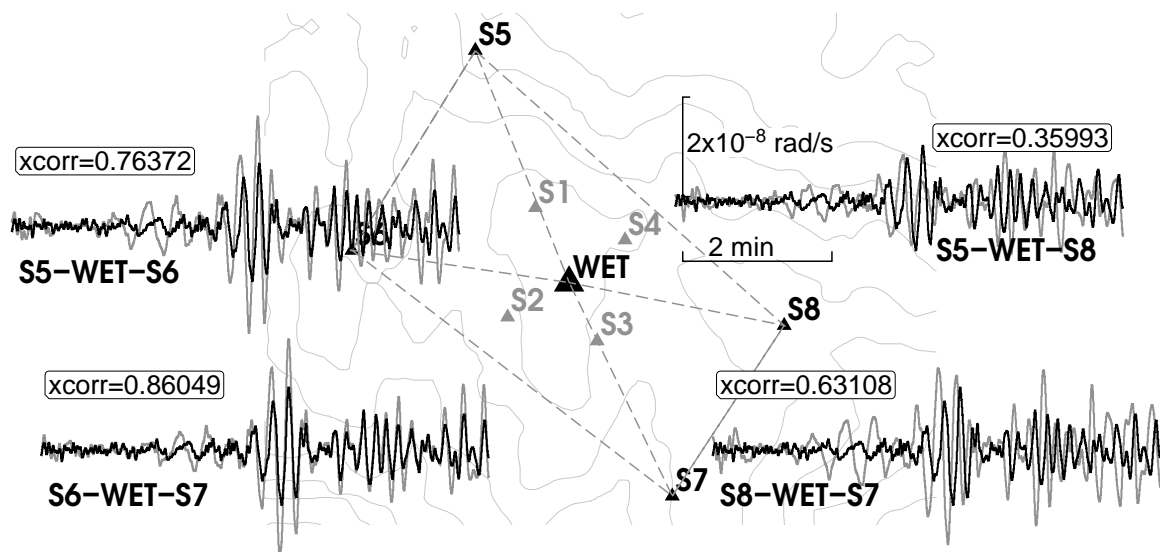 S5
xcorr=0.76372
2x10⁻⁸ rad/s
xcorr=0.35993
S1
S4
S6
S5–WET–S6
WET
2 min
S5–WET–S8
S2
S3
S8
xcorr=0.86049
xcorr=0.63108
S6–WET–S7
S7
S8–WET–S7